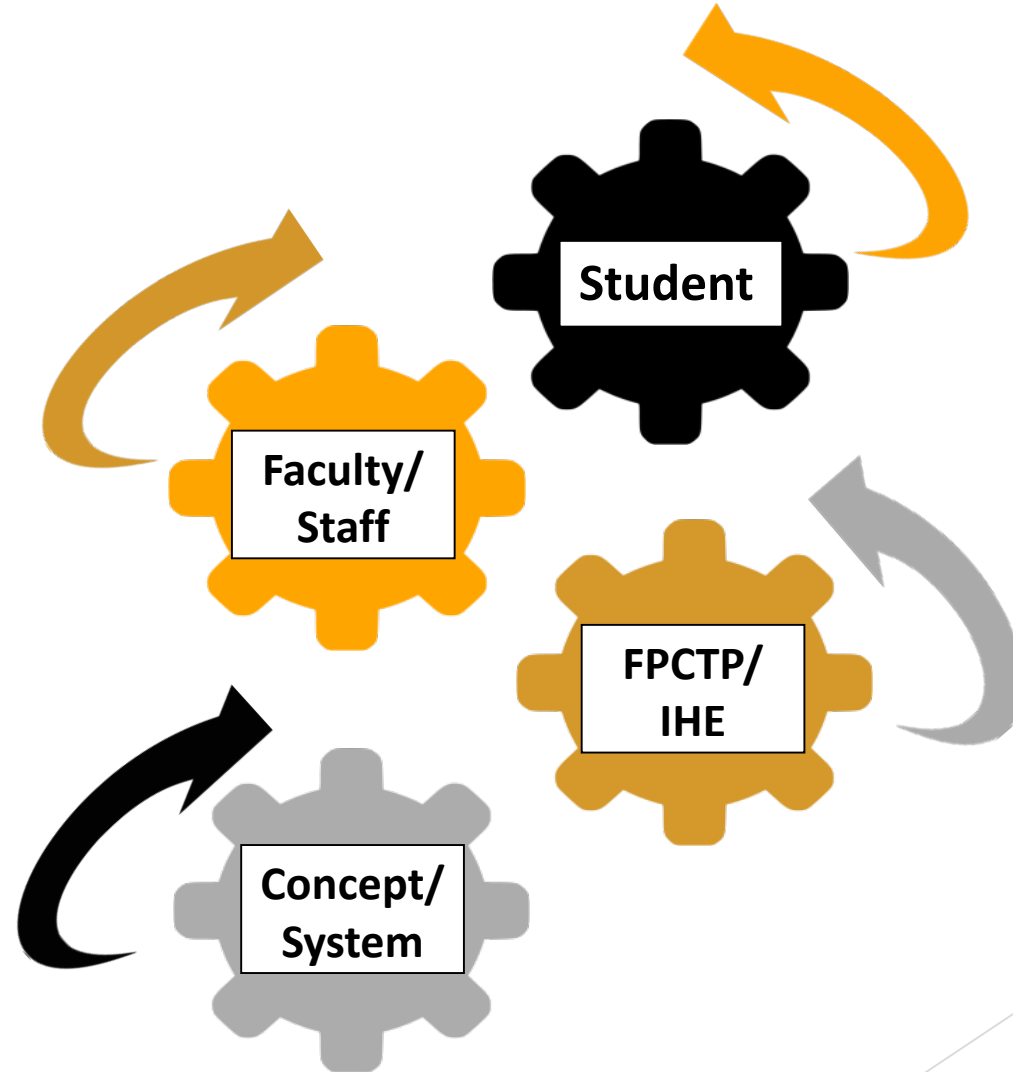 Student
Faculty/
Staff
FPCTP/
IHE
Concept/
System